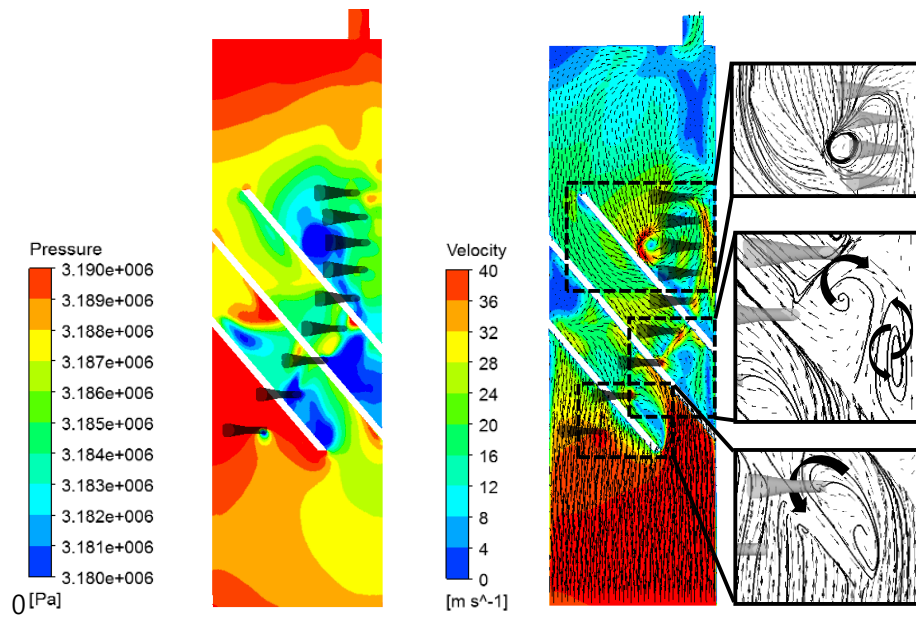 Pressure
3.190e+006
3.189e+006
3.188e+006
3.187e+006
3.186e+006
3.185e+006
3.184e+006
3.183e+006
3.182e+006
3.181e+006
3.180e+006
0 [Pa]
Velocity
40
36
32
28
24
20
16
12
8
4
0
[m s^-1]